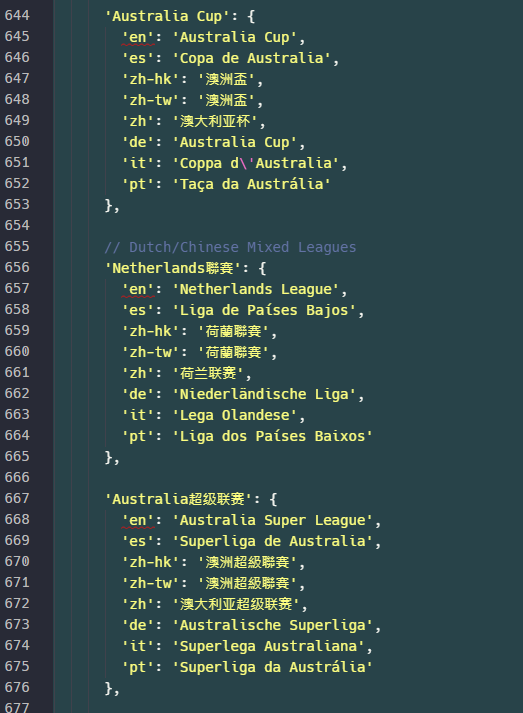 644 'Australia Cup': {
645 'en': 'Australia Cup',
646 'es': 'Copa de Australia',
647 'zh-hk': '澳洲盃',
648 'zh-tw': '澳洲盃',
649 'zh': '澳大利亚杯',
650 'de': 'Australia Cup',
651 'it': 'Coppa d\'Australia',
652 'pt': 'Taça da Austrália'
653 },
654
655 // Dutch/Chinese Mixed Leagues
656 'Netherlands聯賽': {
657 'en': 'Netherlands League',
658 'es': 'Liga de Países Bajos',
659 'zh-hk': '荷蘭聯賽',
660 'zh-tw': '荷蘭聯賽',
661 'zh': '荷兰联赛',
662 'de': 'Niederländische Liga',
663 'it': 'Lega Olandese',
664 'pt': 'Liga dos Países Baixos'
665 },
666
667 'Australia超级联赛': {
668 'en': 'Australia Super League',
669 'es': 'Superliga de Australia',
670 'zh-hk': '澳洲超級聯賽',
671 'zh-tw': '澳洲超級聯賽',
672 'zh': '澳大利亚超级联赛',
673 'de': 'Australische Superliga',
674 'it': 'Superlega Australiana',
675 'pt': 'Superliga da Austrália'
676 },
677